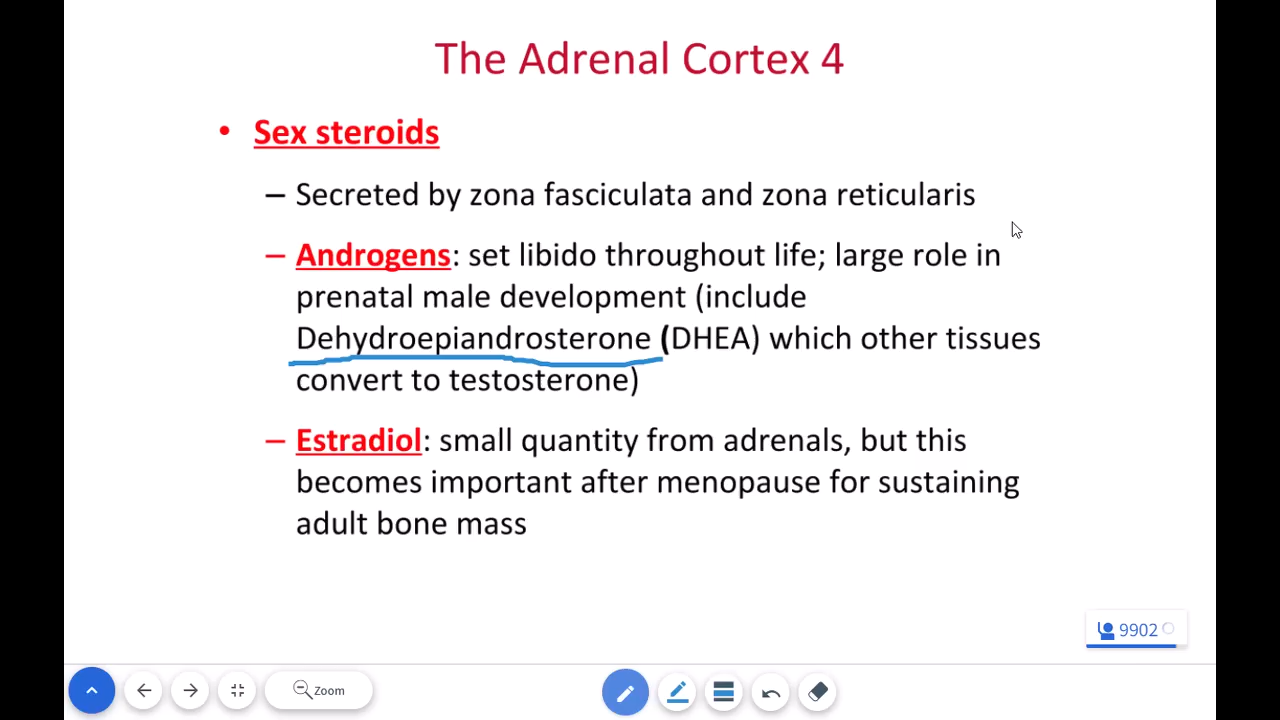 The Adrenal Cortex 4
• Sex steroids
– Secreted by zona fasciculata and zona reticularis
– Androgens: set libido throughout life; large role in
prenatal male development (include
Dehydroepiandrosterone (DHEA) which other tissues
convert to testosterone)
– Estradiol: small quantity from adrenals, but this
becomes important after menopause for sustaining
adult bone mass
9902
Zoom